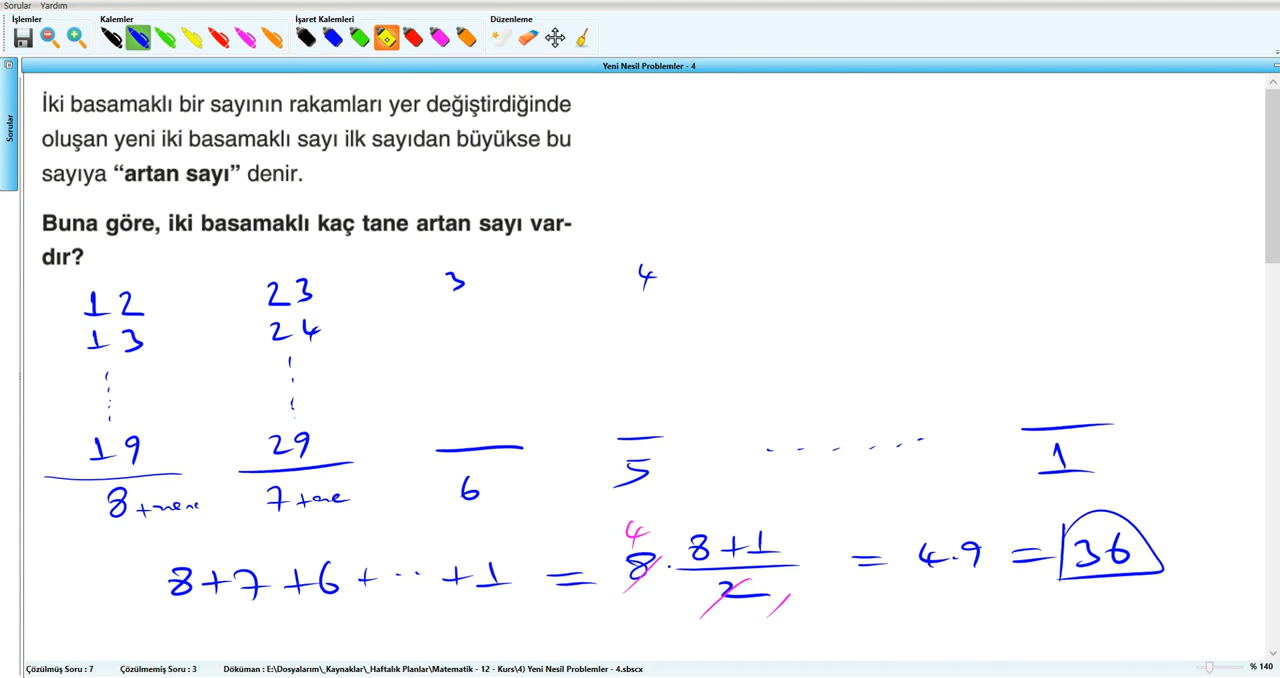 Sorular Yardım
İşlemler Kalemler İşaret Kalemleri Düzenleme
Yeni Nesil Problemler - 4
Sorular
İki basamaklı bir sayının rakamları yer değiştirdiğinde
oluşan yeni iki basamaklı sayı ilk sayıdan büyükse bu
sayıya “artan sayı” denir.
Buna göre, iki basamaklı kaç tane artan sayı var-
dır?
12 23 3 4
13 24
19 29
8 tane 7 tane 6 5 ....... 1
8+7+6+...+1 = 8 . 8+1 / 2 = 4.9 = 36
4
Çözülmüş Soru : 7 Çözülmemiş Soru : 3 Döküman : E:\Dosyalarım\_Kaynaklar\_Haftalık Planlar\Matematik - 12 - Kurs\4) Yeni Nesil Problemler - 4.sbscx % 140